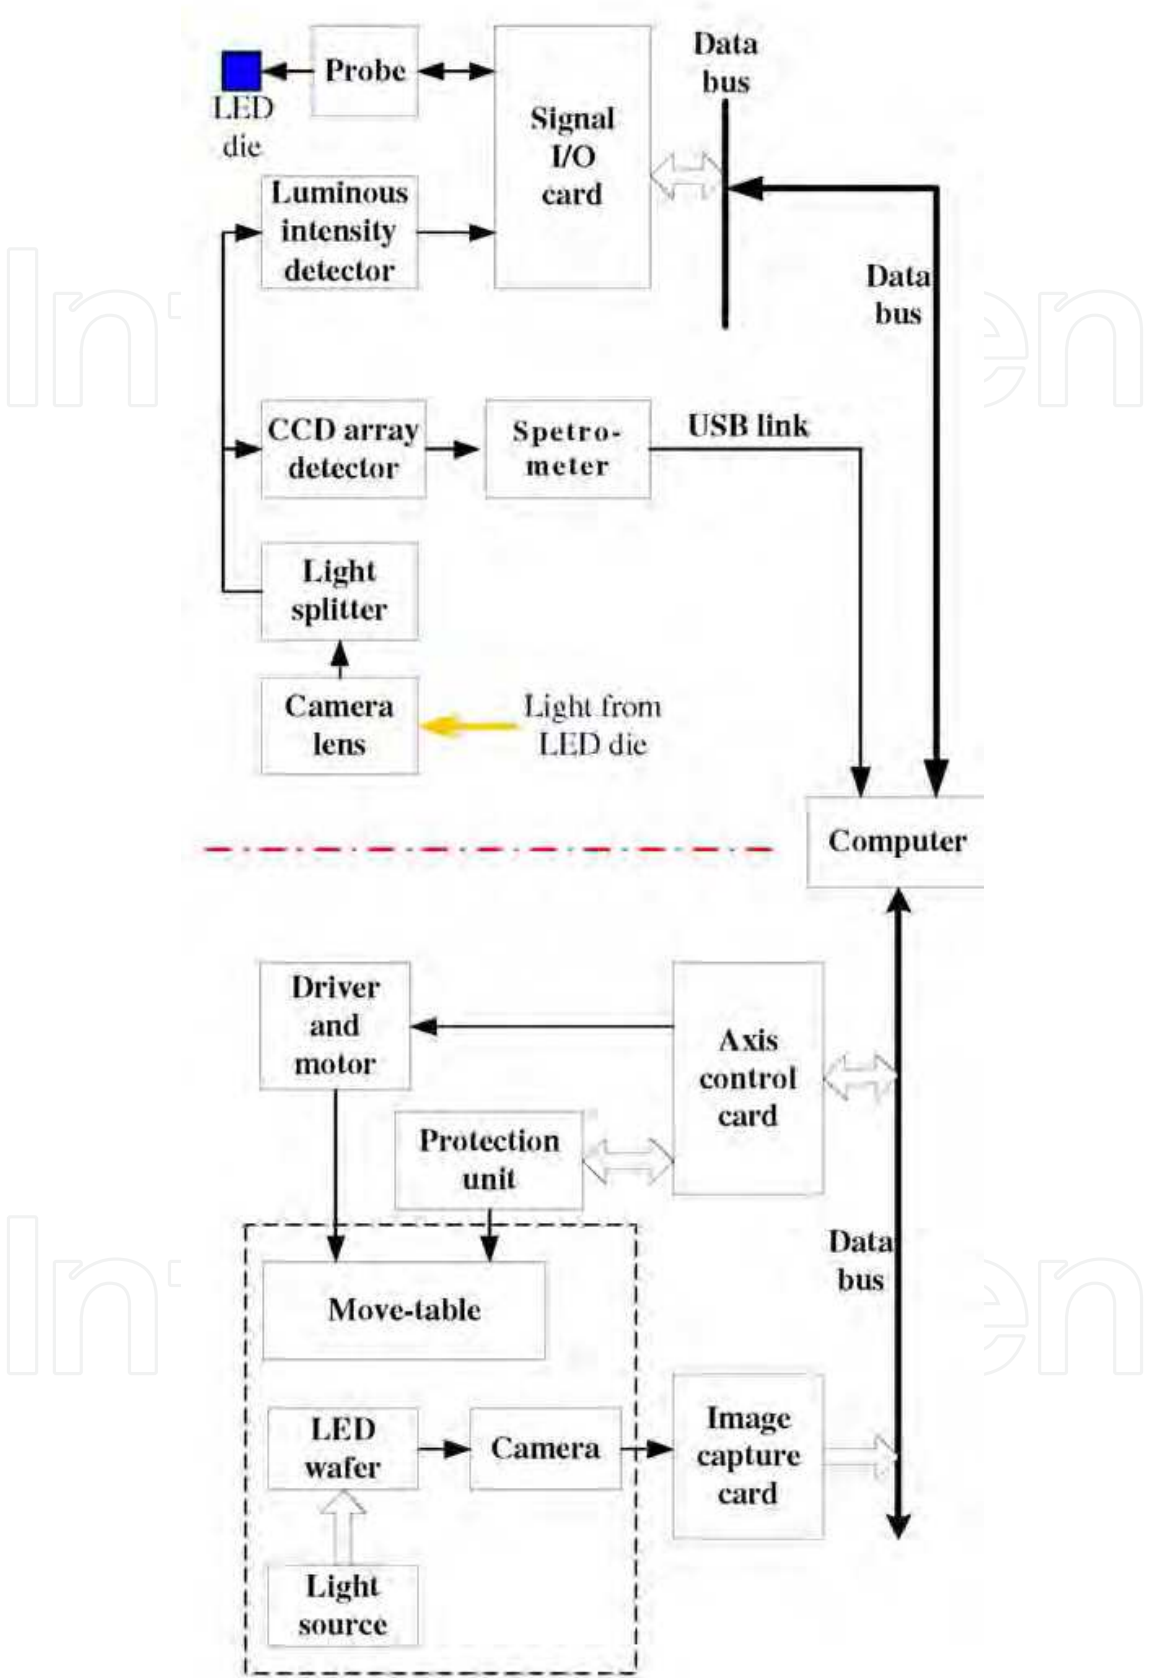 Data
bus
Probe
LED
die
Signal
I/O
card
Luminous
intensity
detector
Data
bus
CCD array
detector
Spetro-
meter
USB link
Light
splitter
Camera
lens
Light from
LED die
Computer
Driver
and
motor
Axis
control
card
Protection
unit
Data
bus
Move-table
LED
wafer
Camera
Image
capture
card
Light
source